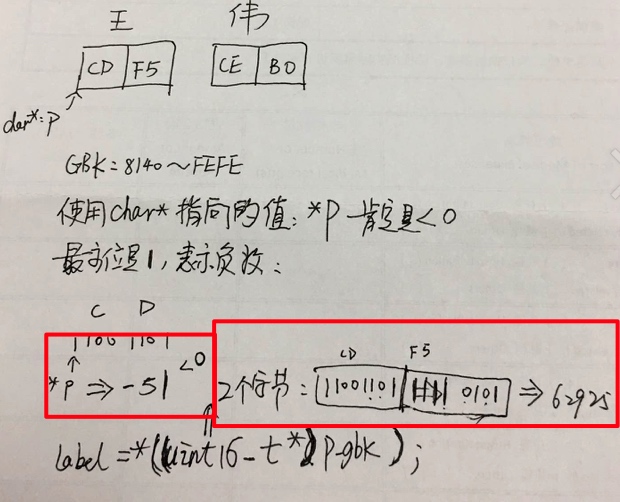 王 伟
CD F5 CE B0
char*: p
GBK: 8140~FEFE
使用char*指向的值: *p 肯定是<0
最高位是1, 表示负数:
C D
1100 1101
*p ⇒ -51 <0
CD F5
2个字节: 11001101 1111 0101 ⇒ 62925
label = *((uint16_t*) p_gbk);